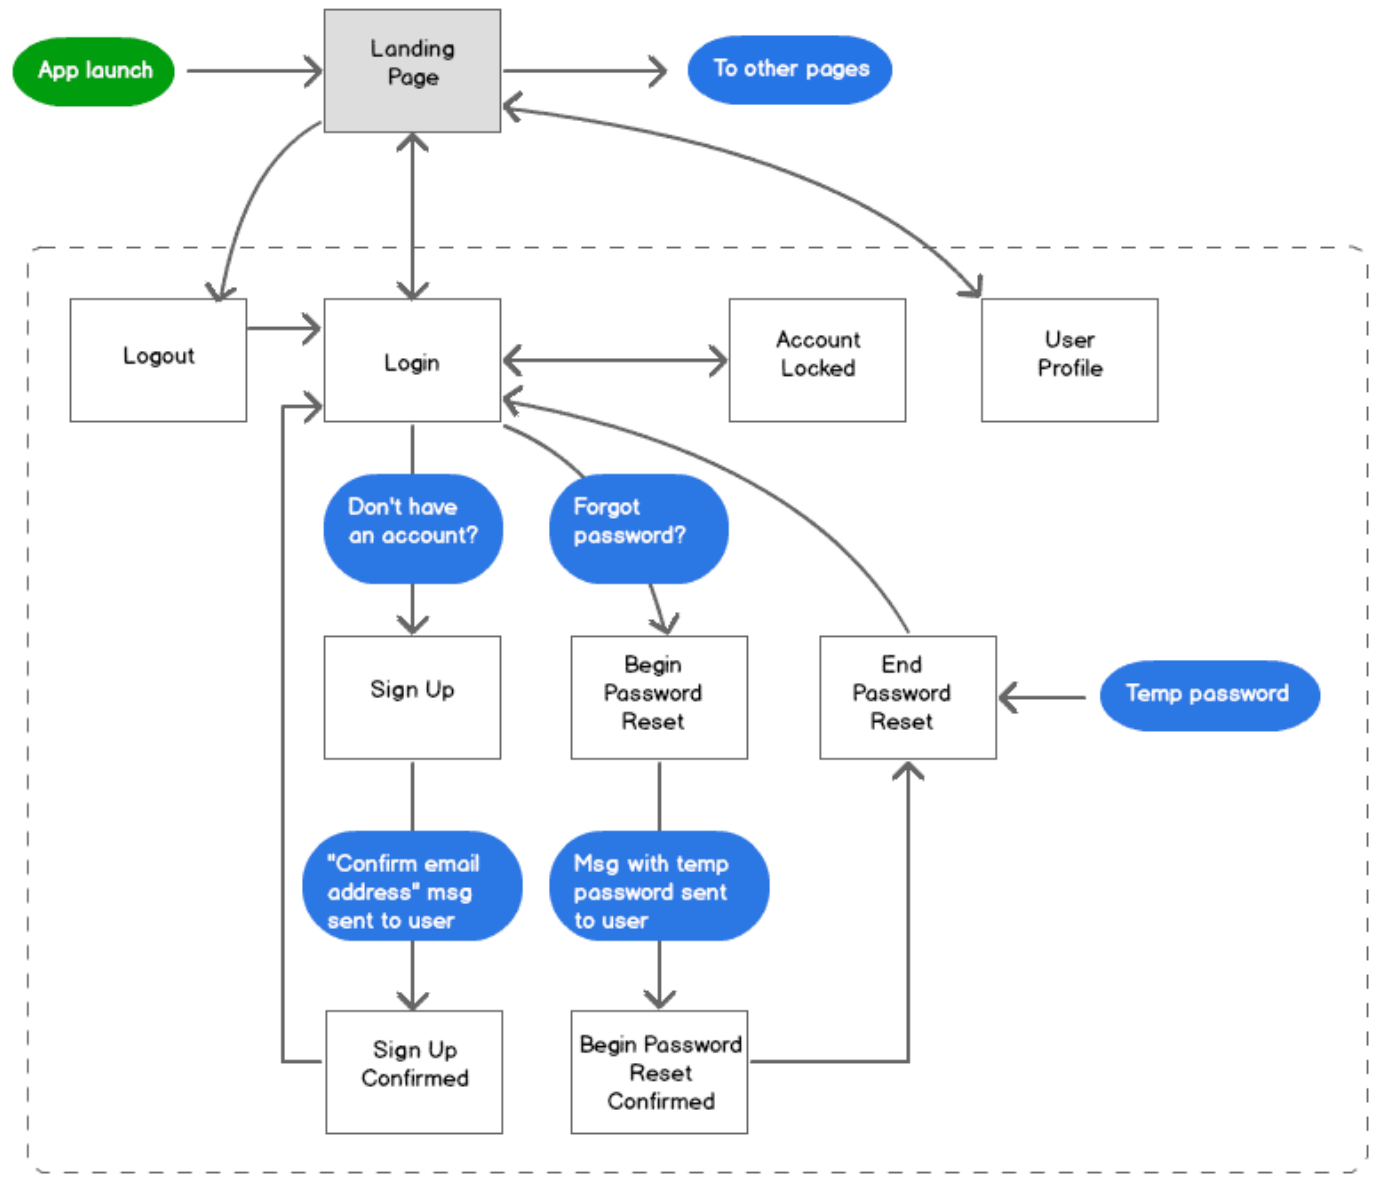 App launch
Landing
Page
To other pages
Logout
Login
Account
Locked
User
Profile
Don't have
an account?
Forgot
password?
Sign Up
Begin
Password
Reset
End
Password
Reset
Temp password
"Confirm email
address" msg
sent to user
Msg with temp
password sent
to user
Sign Up
Confirmed
Begin Password
Reset
Confirmed